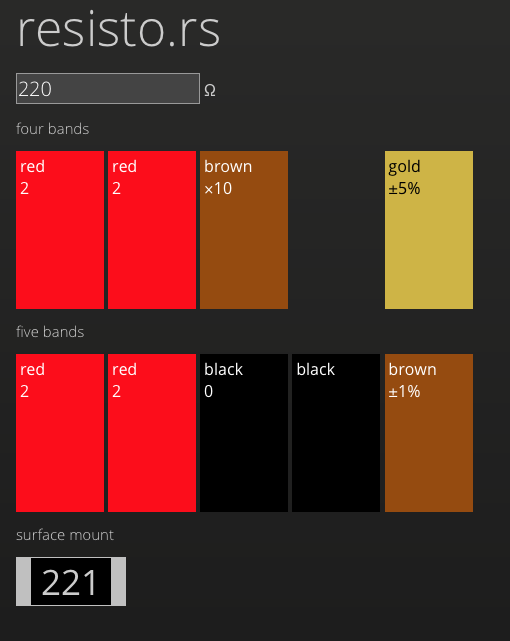 resisto.rs
220 Ω
four bands
red red brown gold
2 2 ×10 ±5%
five bands
red red black black brown
2 2 0 ±1%
surface mount
221